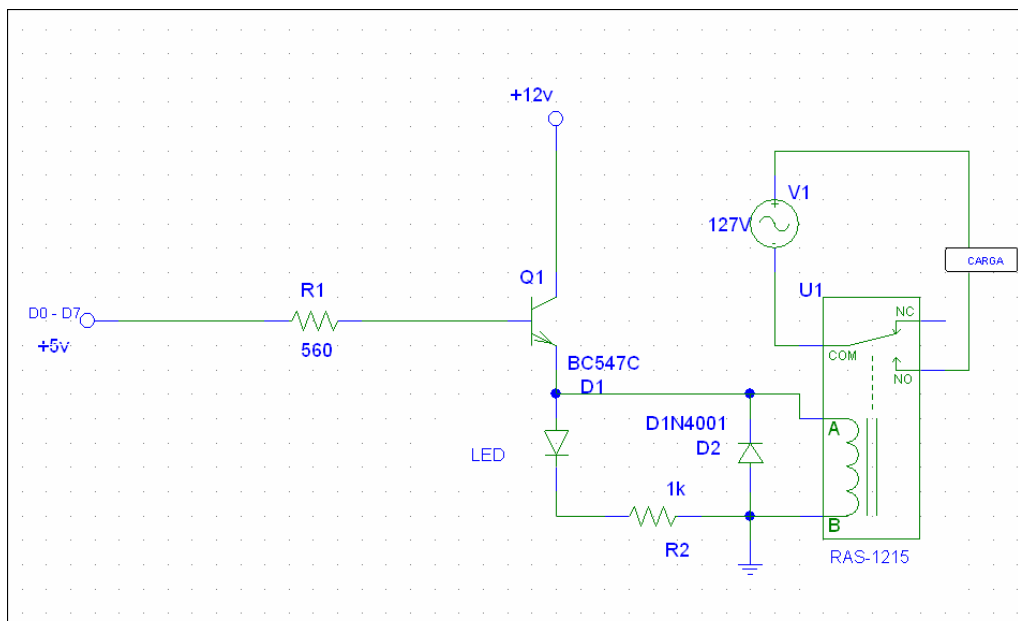 +12v
V1
+
127V
-
CARGA
Q1
U1
R1
D0 - D7
+5v
560
NC
COM
NO
BC547C
D1
D1N4001
D2
A
LED
1k
B
R2
RAS-1215